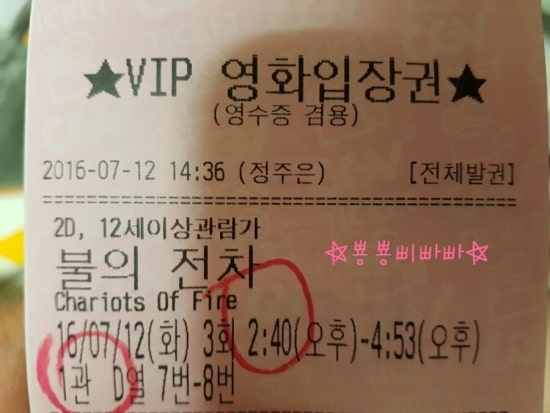 ★VIP 영화입장권★
(영수증 겸용)
2016-07-12 14:36 (정주은) [전체발권]
2D, 12세이상관람가
불의 전차
☆뿅뿅삐빠빠☆
Chariots Of Fire
16/07/12(화) 3회 2:40(오후)-4:53(오후)
1관 D열 7번-8번